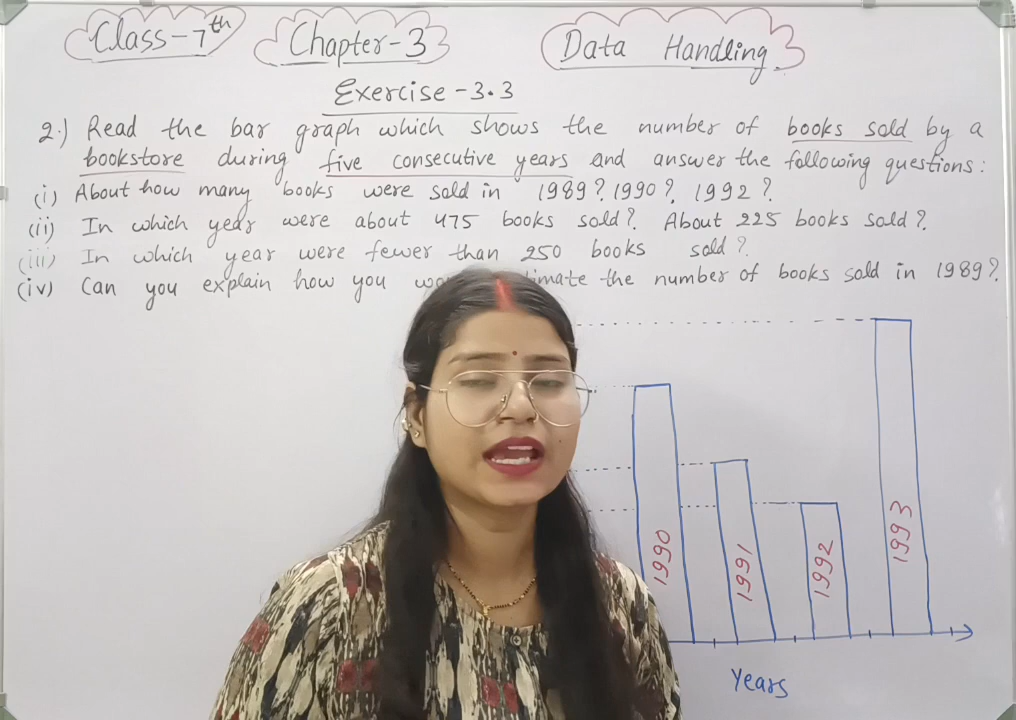 Class-7th Chapter-3 Data Handling
Exercise-3.3
2.) Read the bar graph which shows the number of books sold by a
bookstore during five consecutive years and answer the following questions:
(i) About how many books were sold in 1989? 1990? 1992?
(ii) In which year were about 475 books sold? About 225 books sold?
(iii) In which year were fewer than 250 books sold?
(iv) Can you explain how you the number of books sold in 1989?
1990
1991
1992
1993
Years